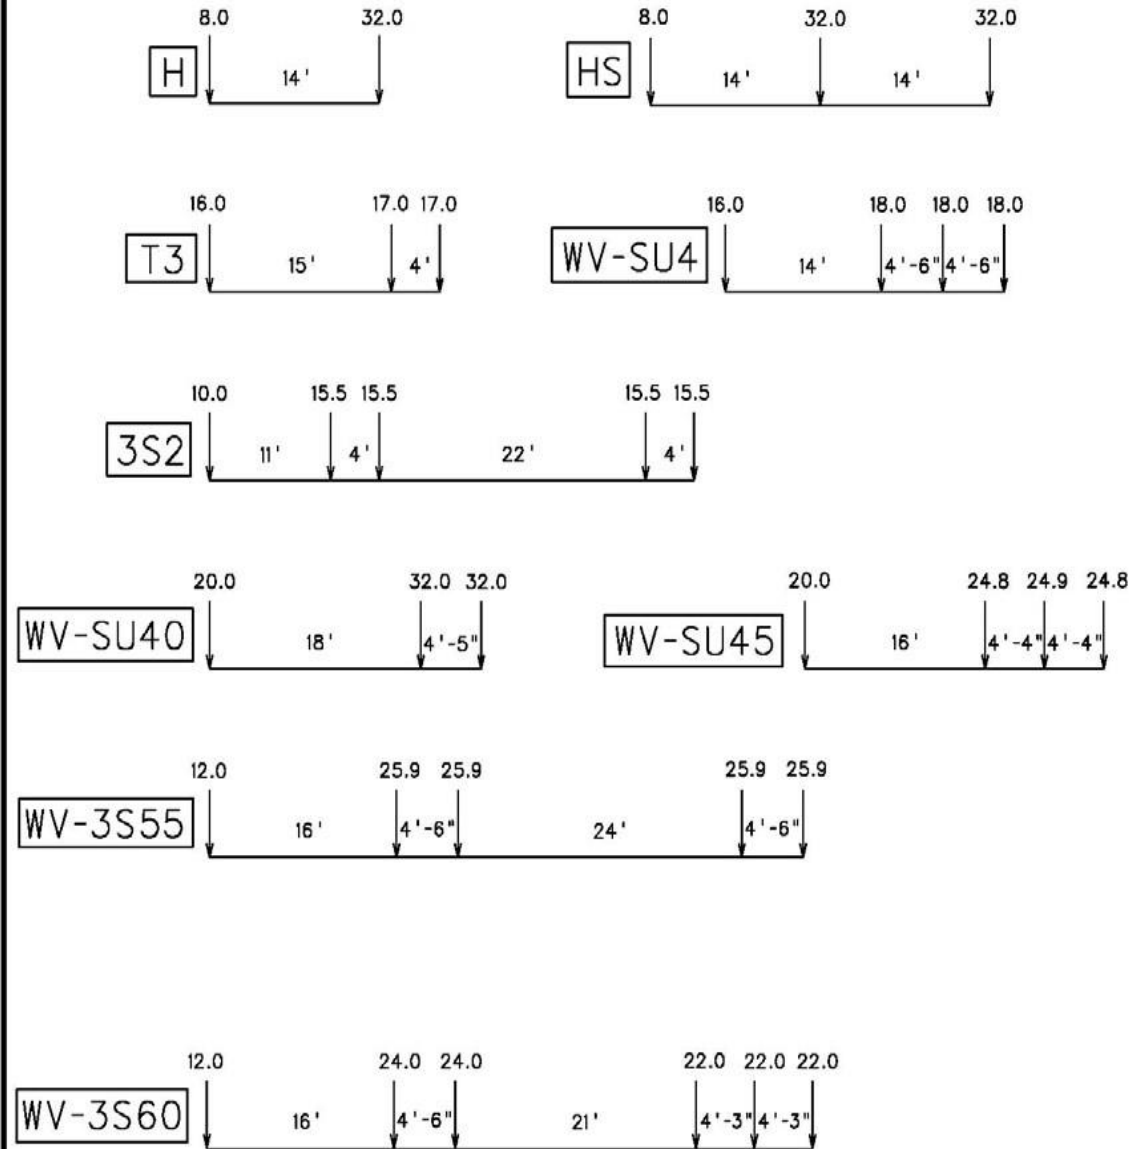 8.0 32.0 8.0 32.0 32.0
H 14' HS 14' 14'
16.0 17.0 17.0 16.0 18.0 18.0 18.0
T3 15' 4' WV-SU4 14' 4'-6" 4'-6"
10.0 15.5 15.5 15.5 15.5
3S2 11' 4' 22' 4'
20.0 32.0 32.0 20.0 24.8 24.9 24.8
WV-SU40 18' 4'-5" WV-SU45 16' 4'-4" 4'-4"
12.0 25.9 25.9 25.9 25.9
WV-3S55 16' 4'-6" 24' 4'-6"
12.0 24.0 24.0 22.0 22.0 22.0
WV-3S60 16' 4'-6" 21' 4'-3" 4'-3"